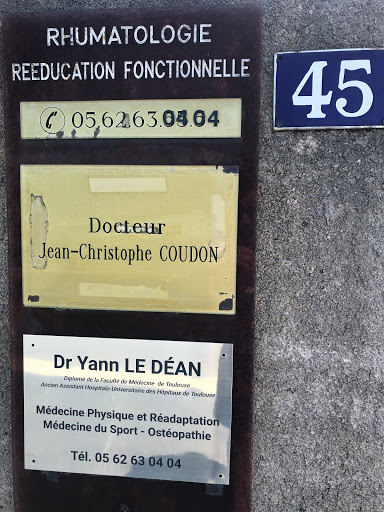 RHUMATOLOGIE
REEDUCATION FONCTIONNELLE
05.62.63.04.04
45
Docteur
Jean-Christophe COUDON
Dr Yann LE DÉAN
Diplomé de la Faculté de Médecine de Toulouse
Ancien Assistant Hospitalo-Universitaire des Hôpitaux de Toulouse
Médecine Physique et Réadaptation
Médecine du Sport - Ostéopathie
Tél. 05 62 63 04 04